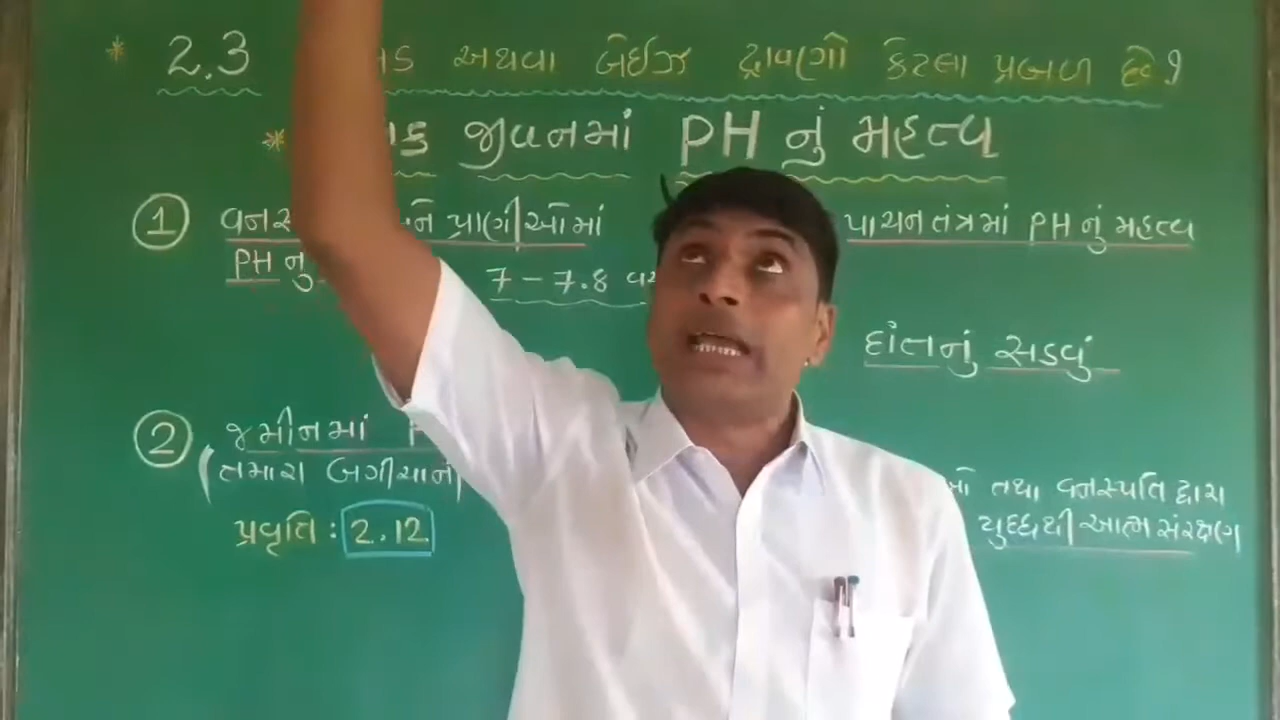 * 2.3 અથવા બેઈઝ દ્રાવણો કેટલા પ્રબળ છે ?
* જીવનમાં PH નું મહત્વ
① પ્રાણીઓમાં
PH નું 7 – 7.8
② જમીનમાં
(તમારા બગીચાની
પ્રવૃતિ : 2.12
પાચનતંત્રમાં PH નું મહત્વ
દાંતનું સડવું
તથા વનસ્પતિ દ્વારા
યુદ્ધથી આત્મસંરક્ષણ